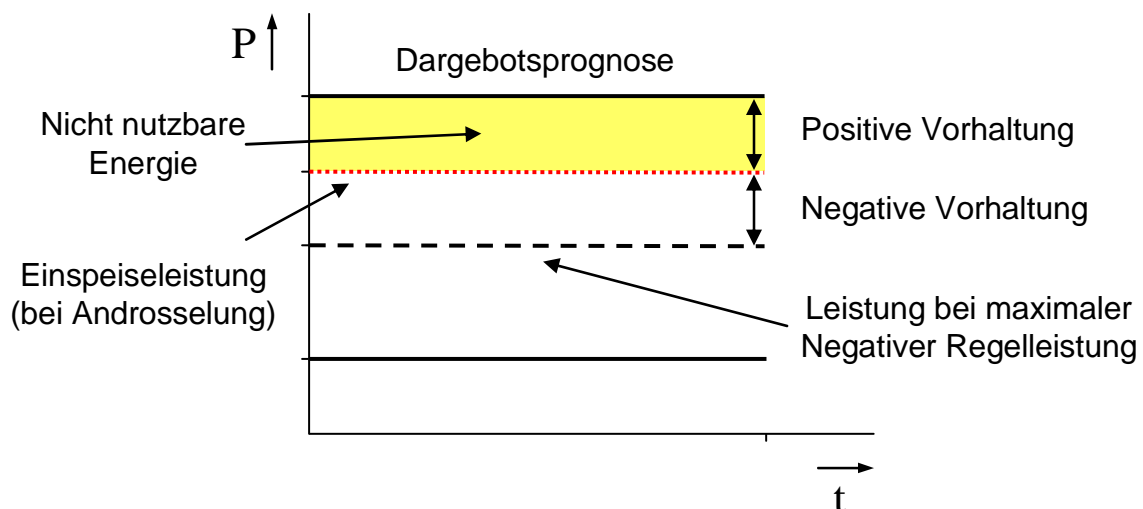 P
Dargebotsprognose
Nicht nutzbare
Energie
Positive Vorhaltung
Negative Vorhaltung
Einspeiseleistung
(bei Androsselung)
Leistung bei maximaler
Negativer Regelleistung
t